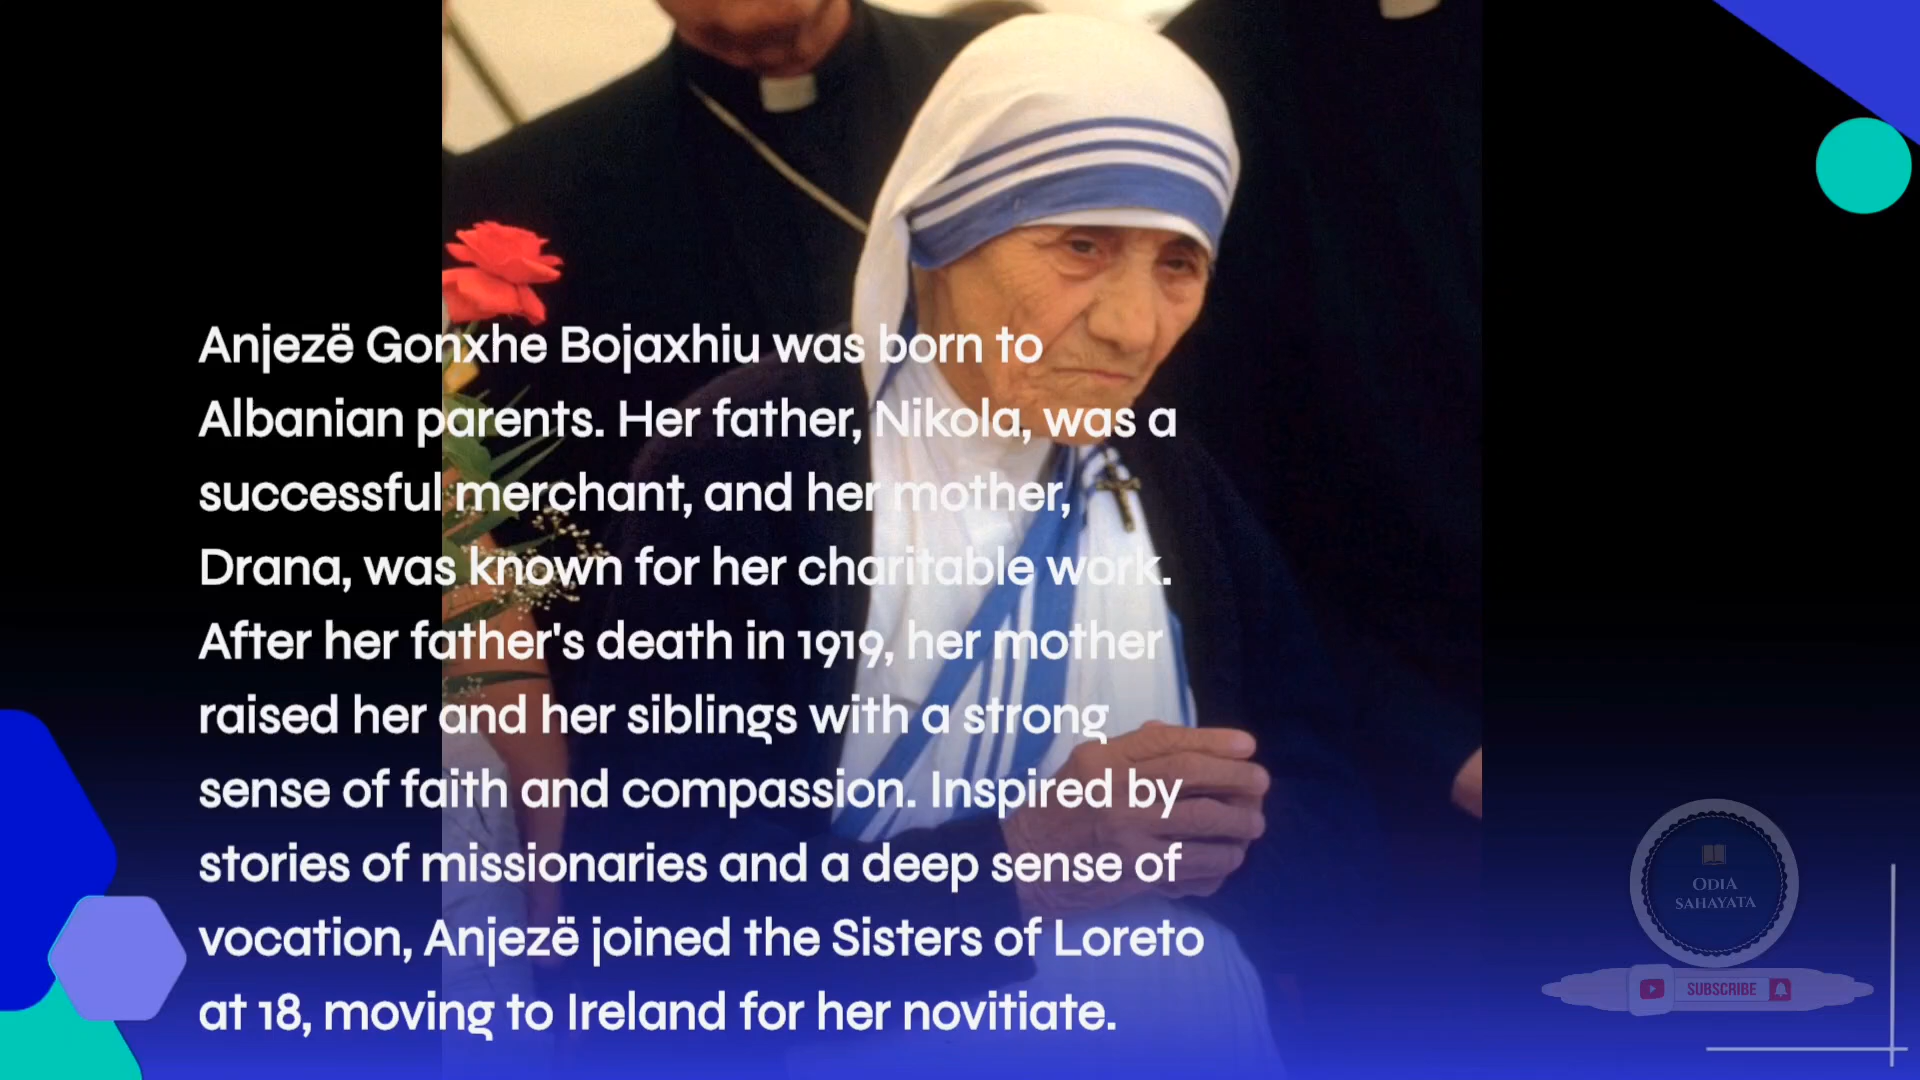 Anjezë Gonxhe Bojaxhiu was born to
Albanian parents. Her father, Nikola, was a
successful merchant, and her mother,
Drana, was known for her charitable work.
After her father's death in 1919, her mother
raised her and her siblings with a strong
sense of faith and compassion. Inspired by
stories of missionaries and a deep sense of
vocation, Anjezë joined the Sisters of Loreto
at 18, moving to Ireland for her novitiate.
ODIA
SAHAYATA
SUBSCRIBE